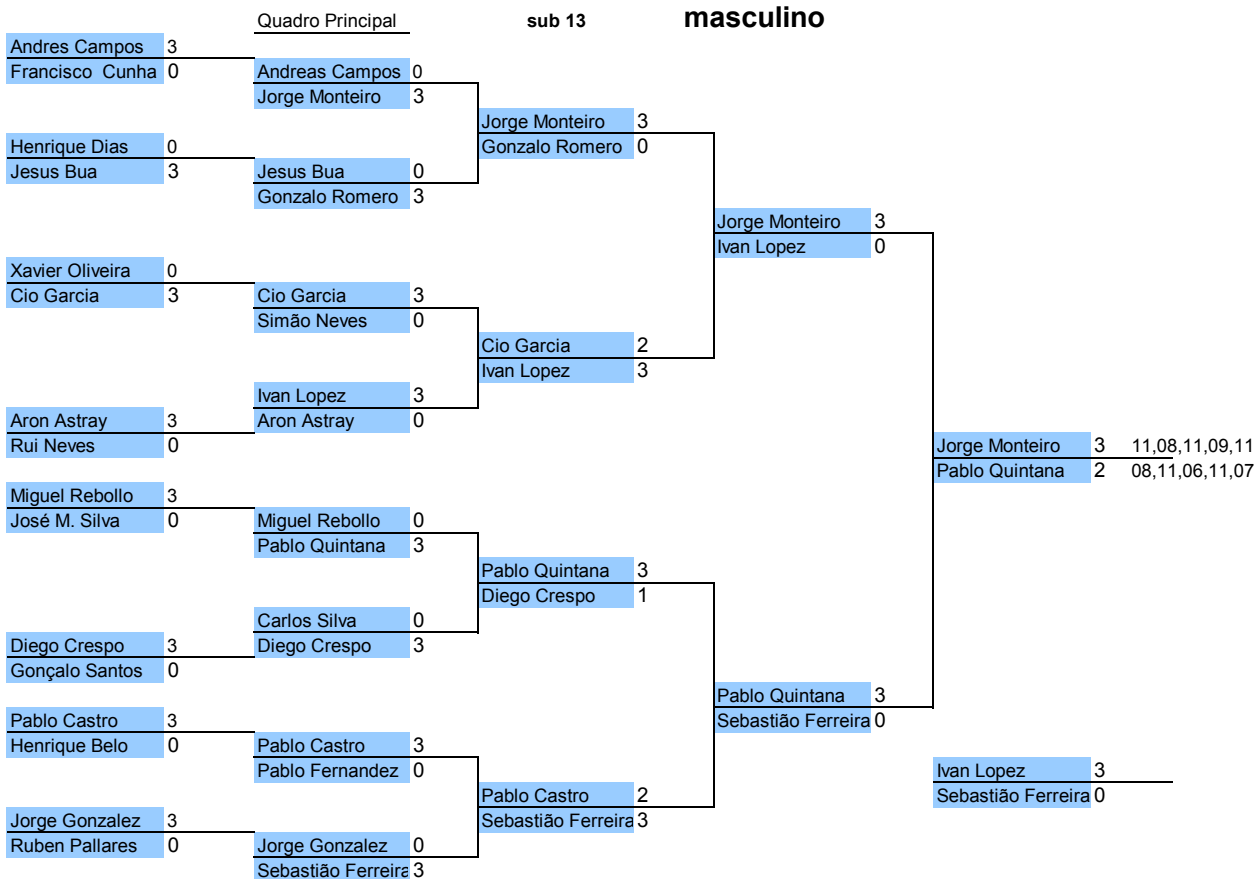 Quadro Principal sub 13 masculino
Andres Campos 3
Francisco Cunha 0
Henrique Dias 0
Jesus Bua 3
Xavier Oliveira 0
Cio Garcia 3
Aron Astray 3
Rui Neves 0
Miguel Rebollo 3
José M. Silva 0
Diego Crespo 3
Gonçalo Santos 0
Pablo Castro 3
Henrique Belo 0
Jorge Gonzalez 3
Ruben Pallares 0
Andreas Campos 0
Jorge Monteiro 3
Jesus Bua 0
Gonzalo Romero 3
Cio Garcia 3
Simão Neves 0
Ivan Lopez 3
Aron Astray 0
Miguel Rebollo 0
Pablo Quintana 3
Carlos Silva 0
Diego Crespo 3
Pablo Castro 3
Pablo Fernandez 0
Jorge Gonzalez 0
Sebastião Ferreira 3
Jorge Monteiro 3
Gonzalo Romero 0
Cio Garcia 2
Ivan Lopez 3
Pablo Quintana 3
Diego Crespo 1
Pablo Castro 2
Sebastião Ferreira 3
Jorge Monteiro 3
Ivan Lopez 0
Pablo Quintana 3
Sebastião Ferreira 0
Jorge Monteiro 3 11,08,11,09,11
Pablo Quintana 2 08,11,06,11,07
Ivan Lopez 3
Sebastião Ferreira 0